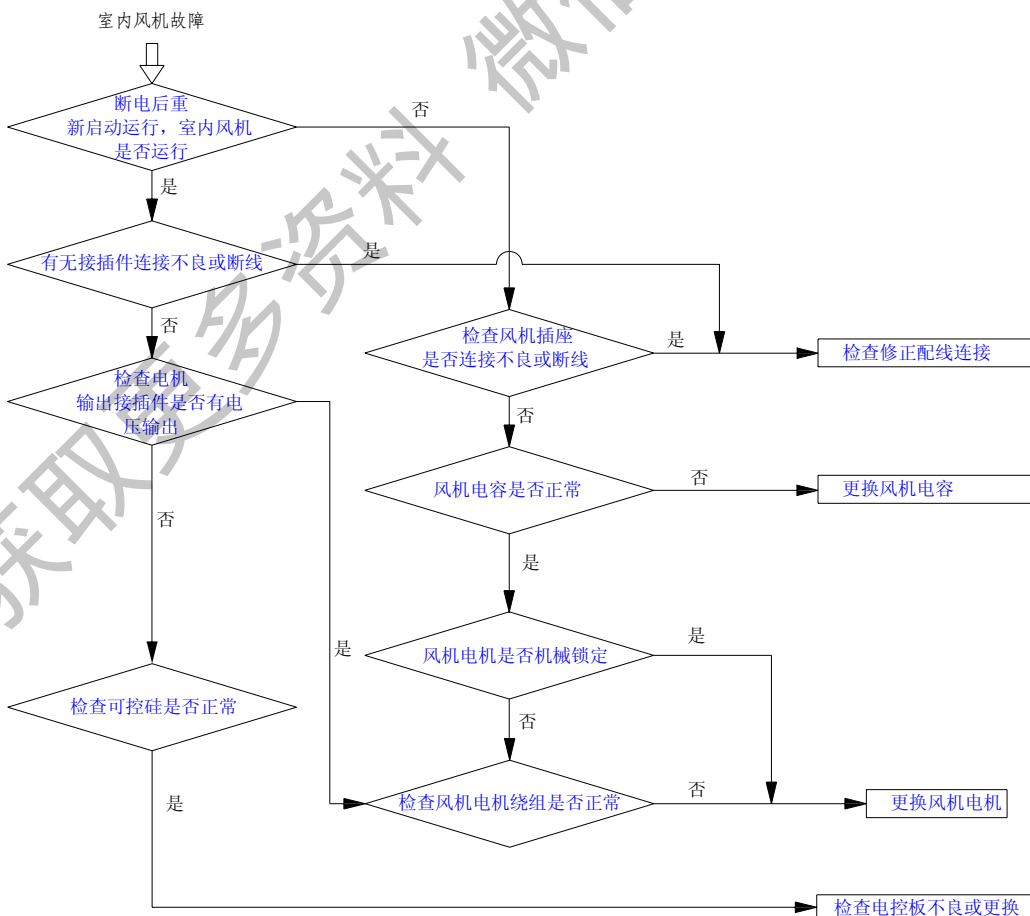 室内风机故障
断电后重
新启动运行，室内风机
是否运行
否
是
有无接插件连接不良或断线
是
否
检查风机插座
是否连接不良或断线
是
检查修正配线连接
检查电机
输出接插件是否有电
压输出
否
风机电容是否正常
否
更换风机电容
否
是
是
风机电机是否机械锁定
是
检查可控硅是否正常
否
检查风机电机绕组是否正常
否
更换风机电机
是
检查电控板不良或更换
获取更多资料 微